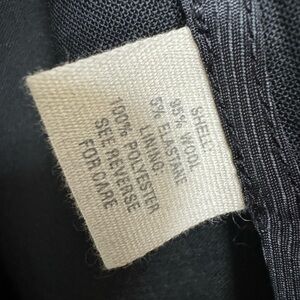 SHELL:
95% WOOL
5% ELASTANE
LINING:
100% POLYESTER
SEE REVERSE
FOR CARE